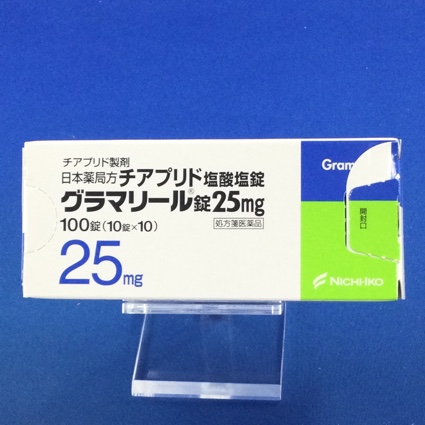 チアプリド製剤
日本薬局方チアプリド塩酸塩錠
グラマリール®錠25mg
100錠(10錠×10)
処方箋医薬品
25mg
Gram
開封口
NICHI-IKO